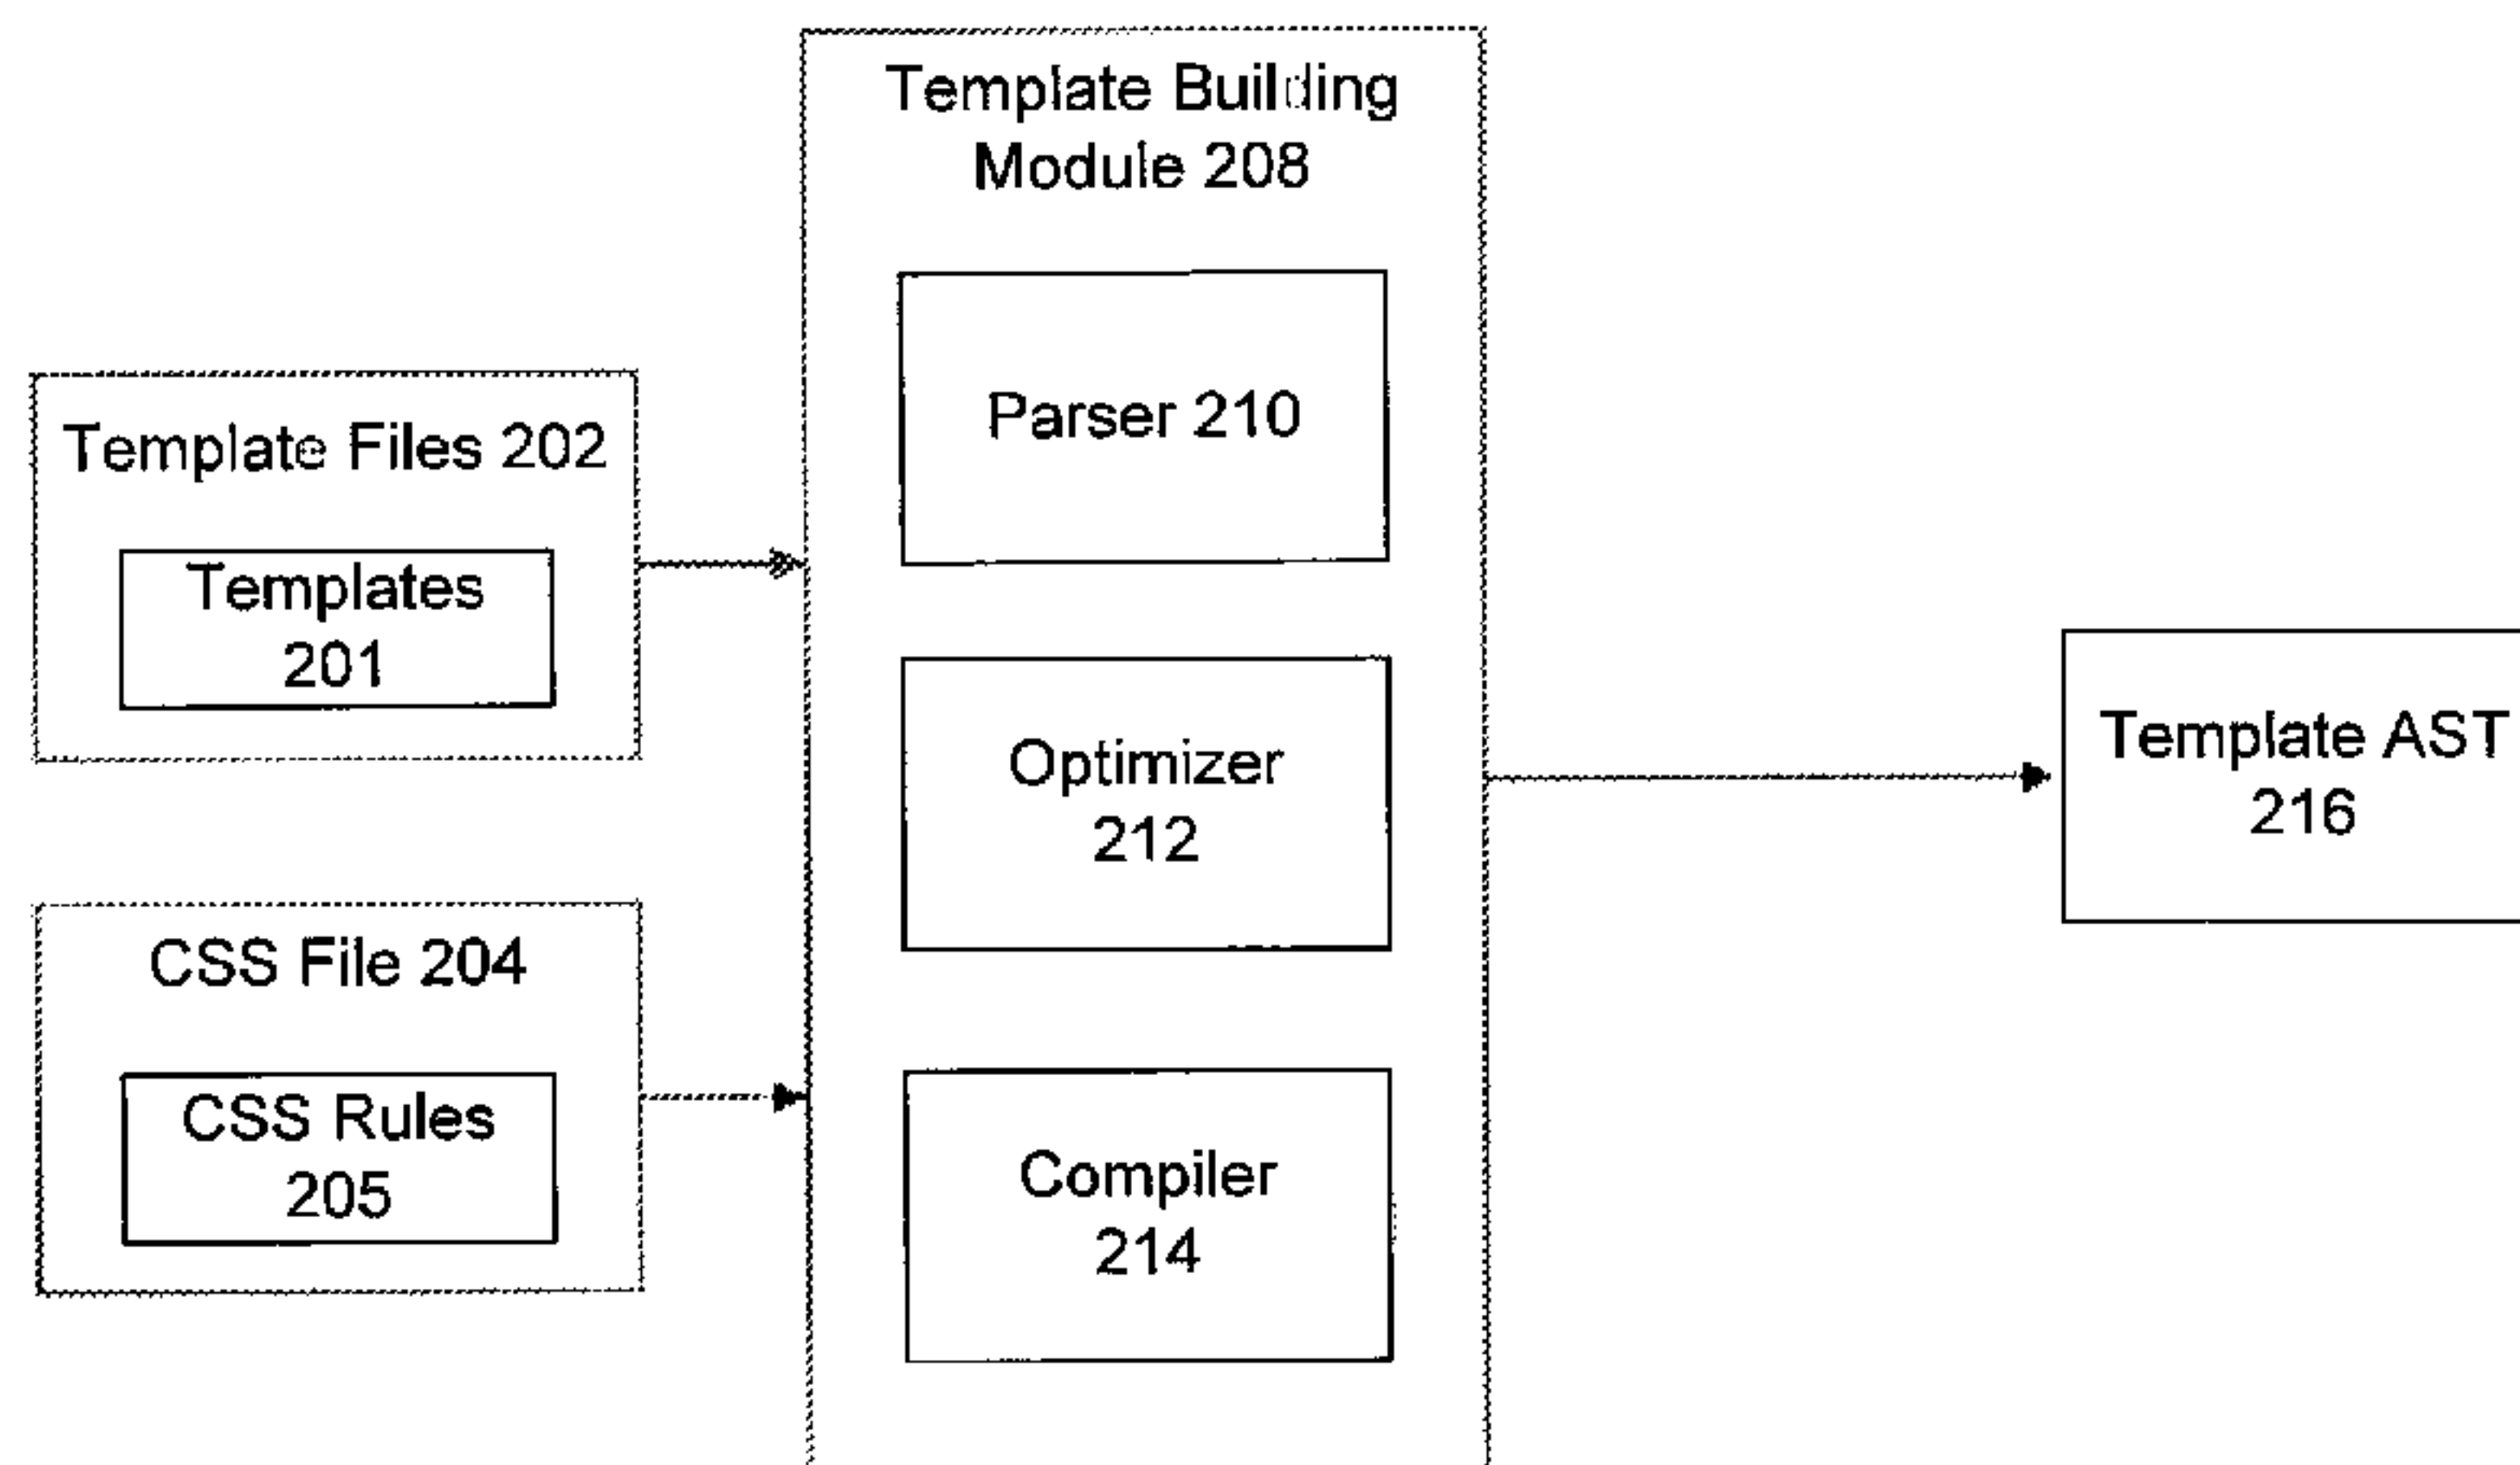 Template Building
Module 208
Parser 210
Template Files 202
Templates
201
Optimizer
212
Template AST
216
CSS File 204
CSS Rules
205
Compiler
214